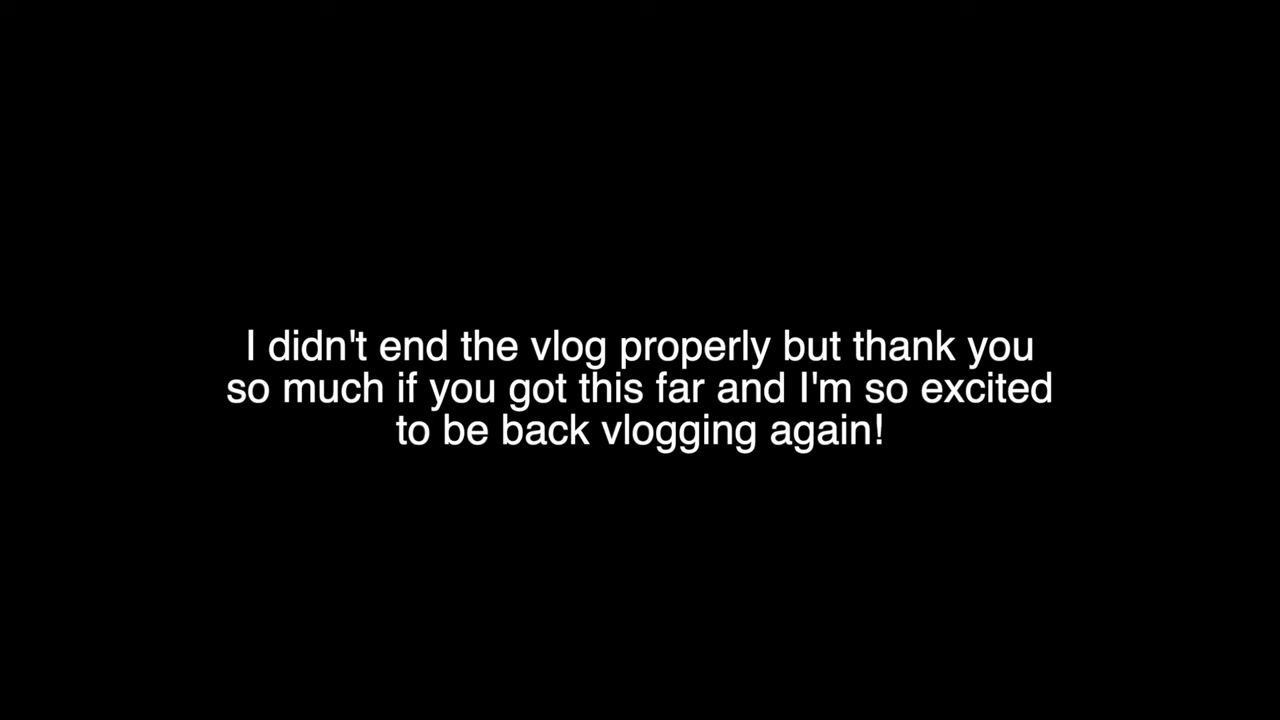 I didn't end the vlog properly but thank you
so much if you got this far and I'm so excited
to be back vlogging again!